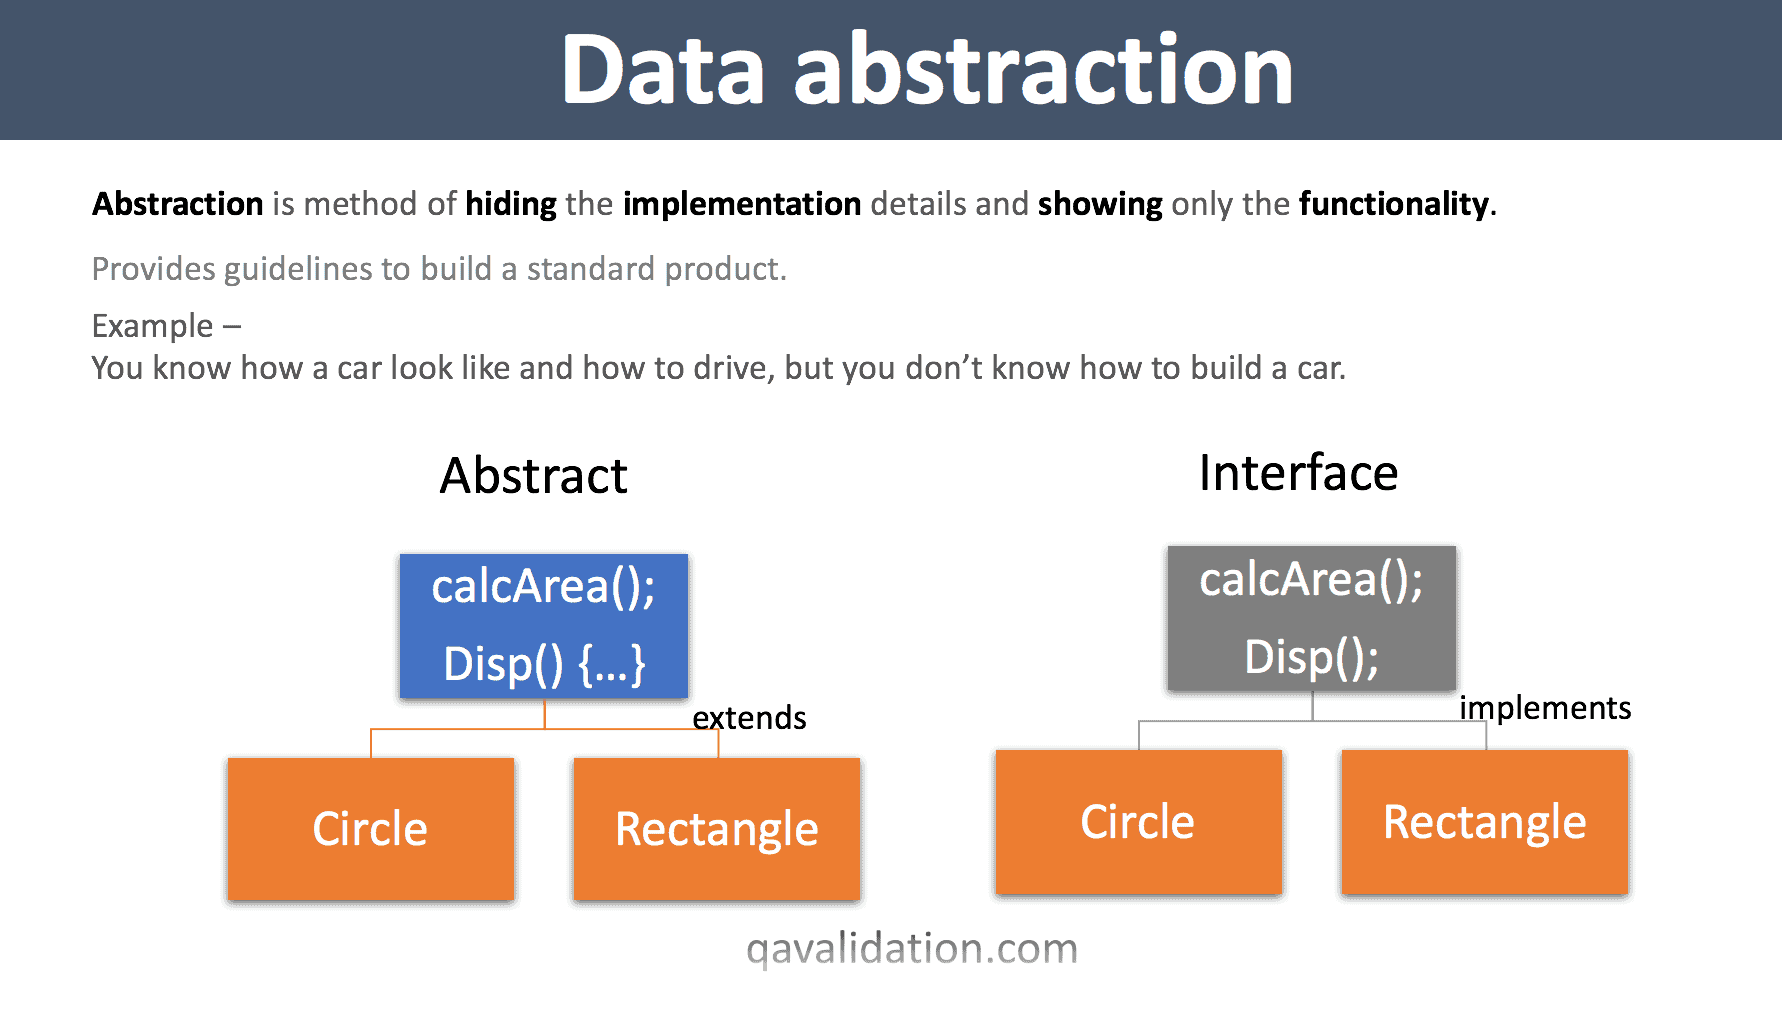 Data abstraction
Abstraction is method of hiding the implementation details and showing only the functionality.
Provides guidelines to build a standard product.
Example –
You know how a car look like and how to drive, but you don’t know how to build a car.
Abstract
calcArea();
Disp() {...}
extends
Circle
Rectangle
Interface
calcArea();
Disp();
implements
Circle
Rectangle
qavalidation.com